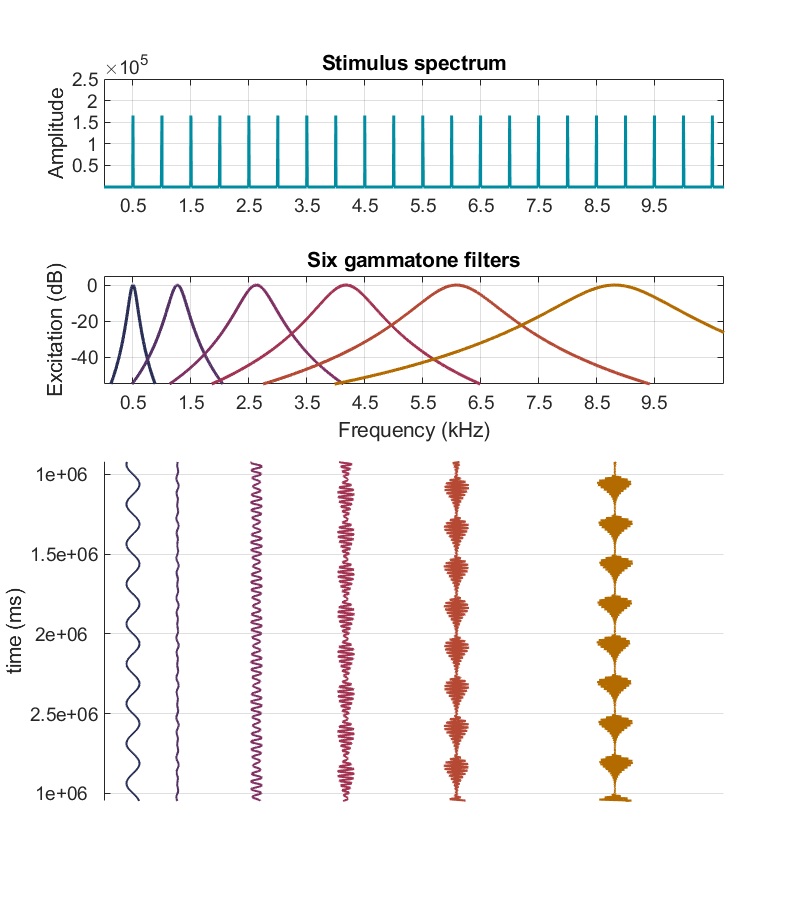 Stimulus spectrum
×10^5
Amplitude
2.5
2
1.5
1
0.5
0.5 1.5 2.5 3.5 4.5 5.5 6.5 7.5 8.5 9.5
Six gammatone filters
Excitation (dB)
0
-20
-40
0.5 1.5 2.5 3.5 4.5 5.5 6.5 7.5 8.5 9.5
Frequency (kHz)
time (ms)
1e+06
1.5e+06
2e+06
2.5e+06
1e+06